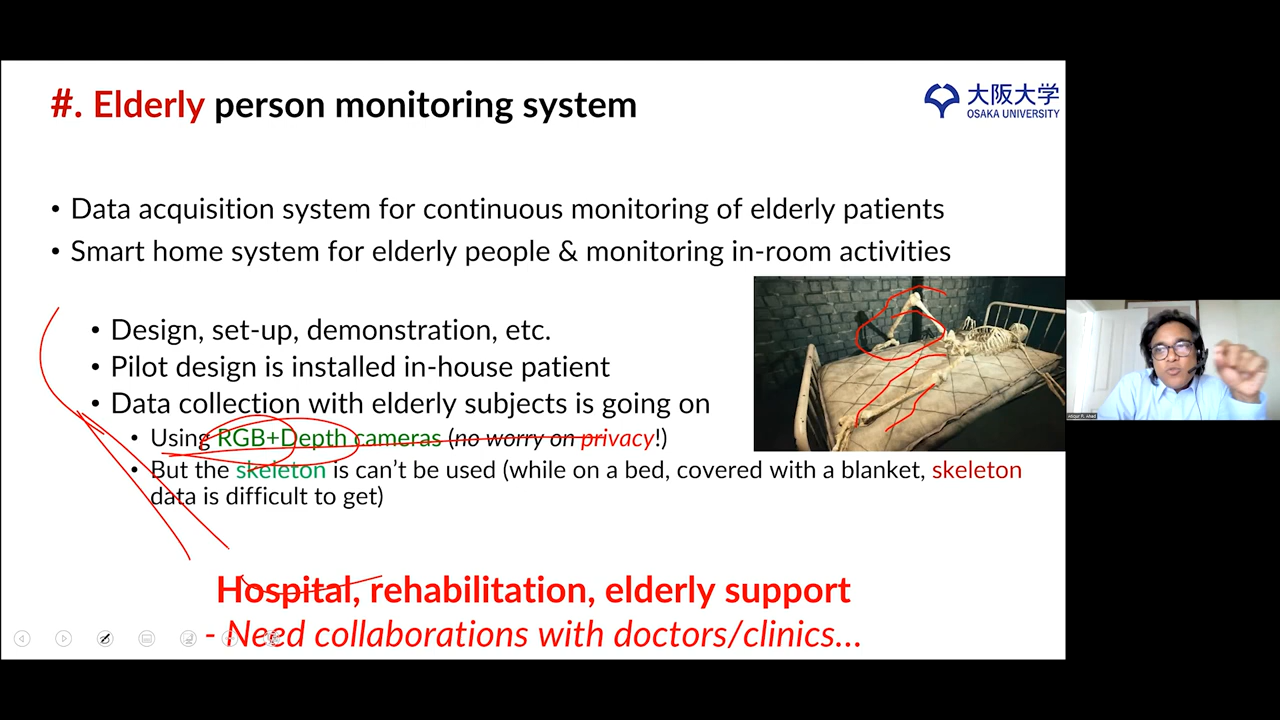 #. Elderly person monitoring system
大阪大学
OSAKA UNIVERSITY
• Data acquisition system for continuous monitoring of elderly patients
• Smart home system for elderly people & monitoring in-room activities
• Design, set-up, demonstration, etc.
• Pilot design is installed in-house patient
• Data collection with elderly subjects is going on
• Using RGB+Depth cameras (no worry on privacy!)
• But the skeleton is can't be used (while on a bed, covered with a blanket, skeleton
data is difficult to get)
Hospital, rehabilitation, elderly support
- Need collaborations with doctors/clinics...